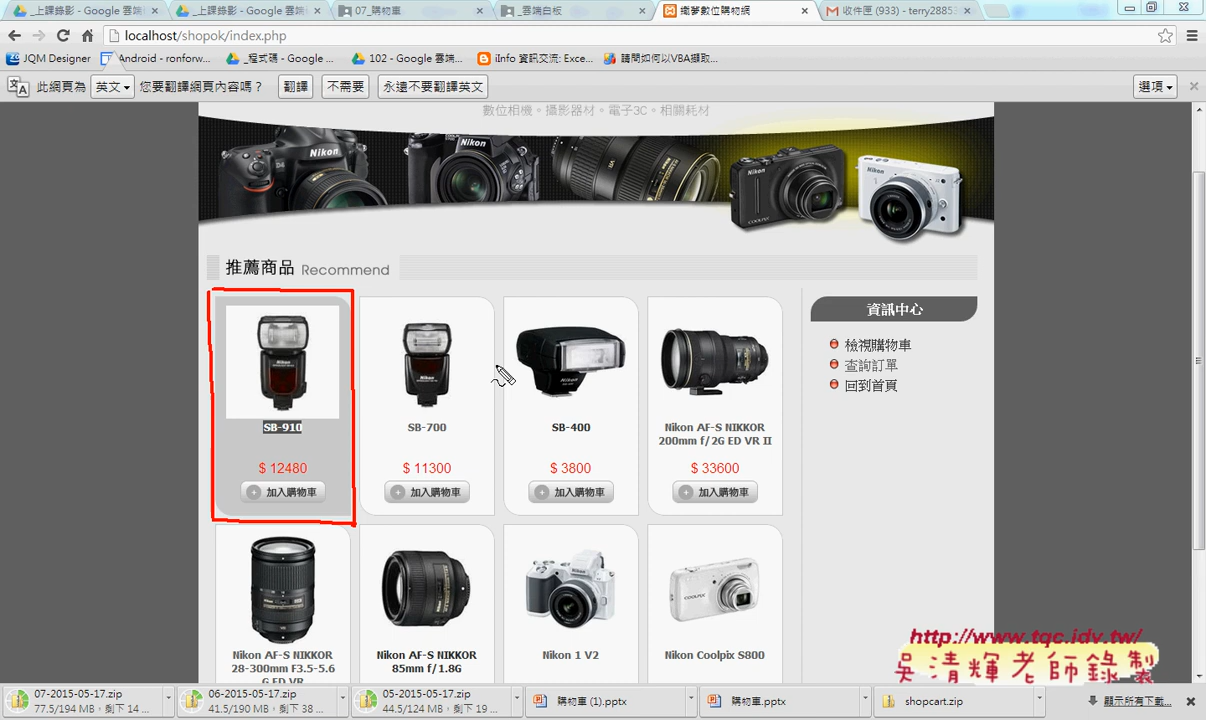 _上課錄影 - Google 雲端
_上課錄影 - Google 雲端
07_購物車
_雲端白板
收件匣 (933) - terry2885
localhost/shopok/index.php
JQM Designer
Android - ronforw...
_程式碼 - Google ...
102 - Google 雲端...
iInfo 資訊交流: Exce...
請問如何以VBA擷取...
此網頁為
英文
您要翻譯網頁內容嗎？
翻譯
不需要
永遠不要翻譯英文
選項
數位相機。攝影器材。電子3C。相關耗材
Nikon
Nikon
Nikon
推薦商品 Recommend
SB-910
$ 12480
加入購物車
SB-700
$ 11300
加入購物車
SB-400
$ 3800
加入購物車
Nikon AF-S NIKKOR
200mm f/2G ED VR II
$ 33600
加入購物車
資訊中心
檢視購物車
查詢訂單
回到首頁
Nikon AF-S NIKKOR
28-300mm F3.5-5.6
G ED VR
Nikon AF-S NIKKOR
85mm f/1.8G
Nikon 1 V2
Nikon Coolpix S800
http://www.tqc.idv.tw/
吳清輝老師錄製
07-2015-05-17.zip
77.5/194 MB，剩下 14 ...
06-2015-05-17.zip
41.5/190 MB，剩下 38 ...
05-2015-05-17.zip
44.5/124 MB，剩下 19 ...
購物車 (1).pptx
購物車.pptx
shopcart.zip
顯示所有下載...